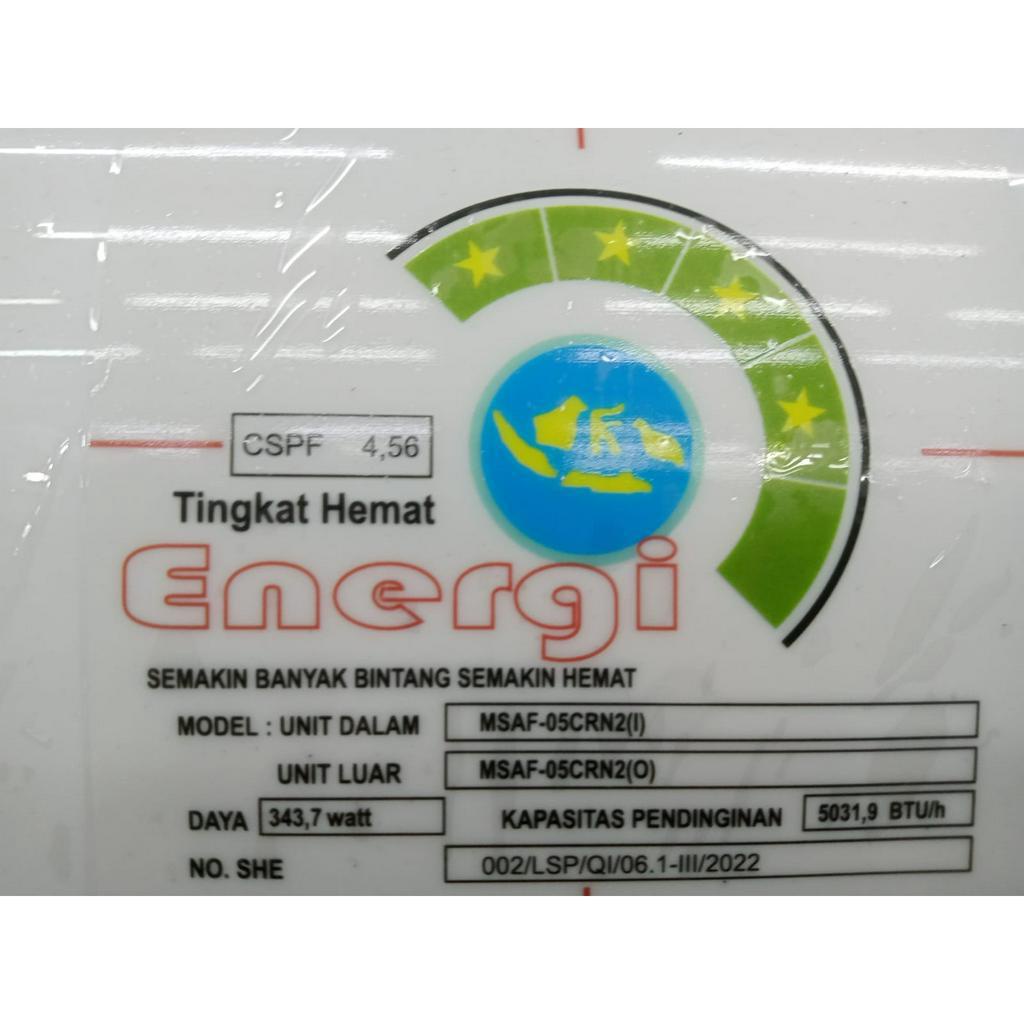 CSPF 4,56
Tingkat Hemat
Energi
SEMAKIN BANYAK BINTANG SEMAKIN HEMAT
MODEL : UNIT DALAM MSAF-05CRN2(I)
UNIT LUAR MSAF-05CRN2(O)
DAYA 343,7 watt KAPASITAS PENDINGINAN 5031,9 BTU/h
NO. SHE 002/LSP/QI/06.1-III/2022